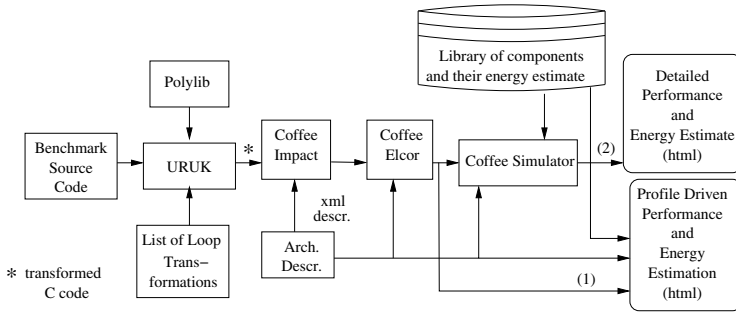 Library of components
and their energy estimate
Polylib
Detailed
Performance
and
Energy Estimate
(html)
Benchmark
Source
Code
URUK
*
Coffee
Impact
Coffee
Elcor
Coffee Simulator
(2)
xml
descr.
List of Loop
Trans-
formations
Arch.
Descr.
Profile Driven
Performance
and
Energy
Estimation
(html)
(1)
* transformed
C code